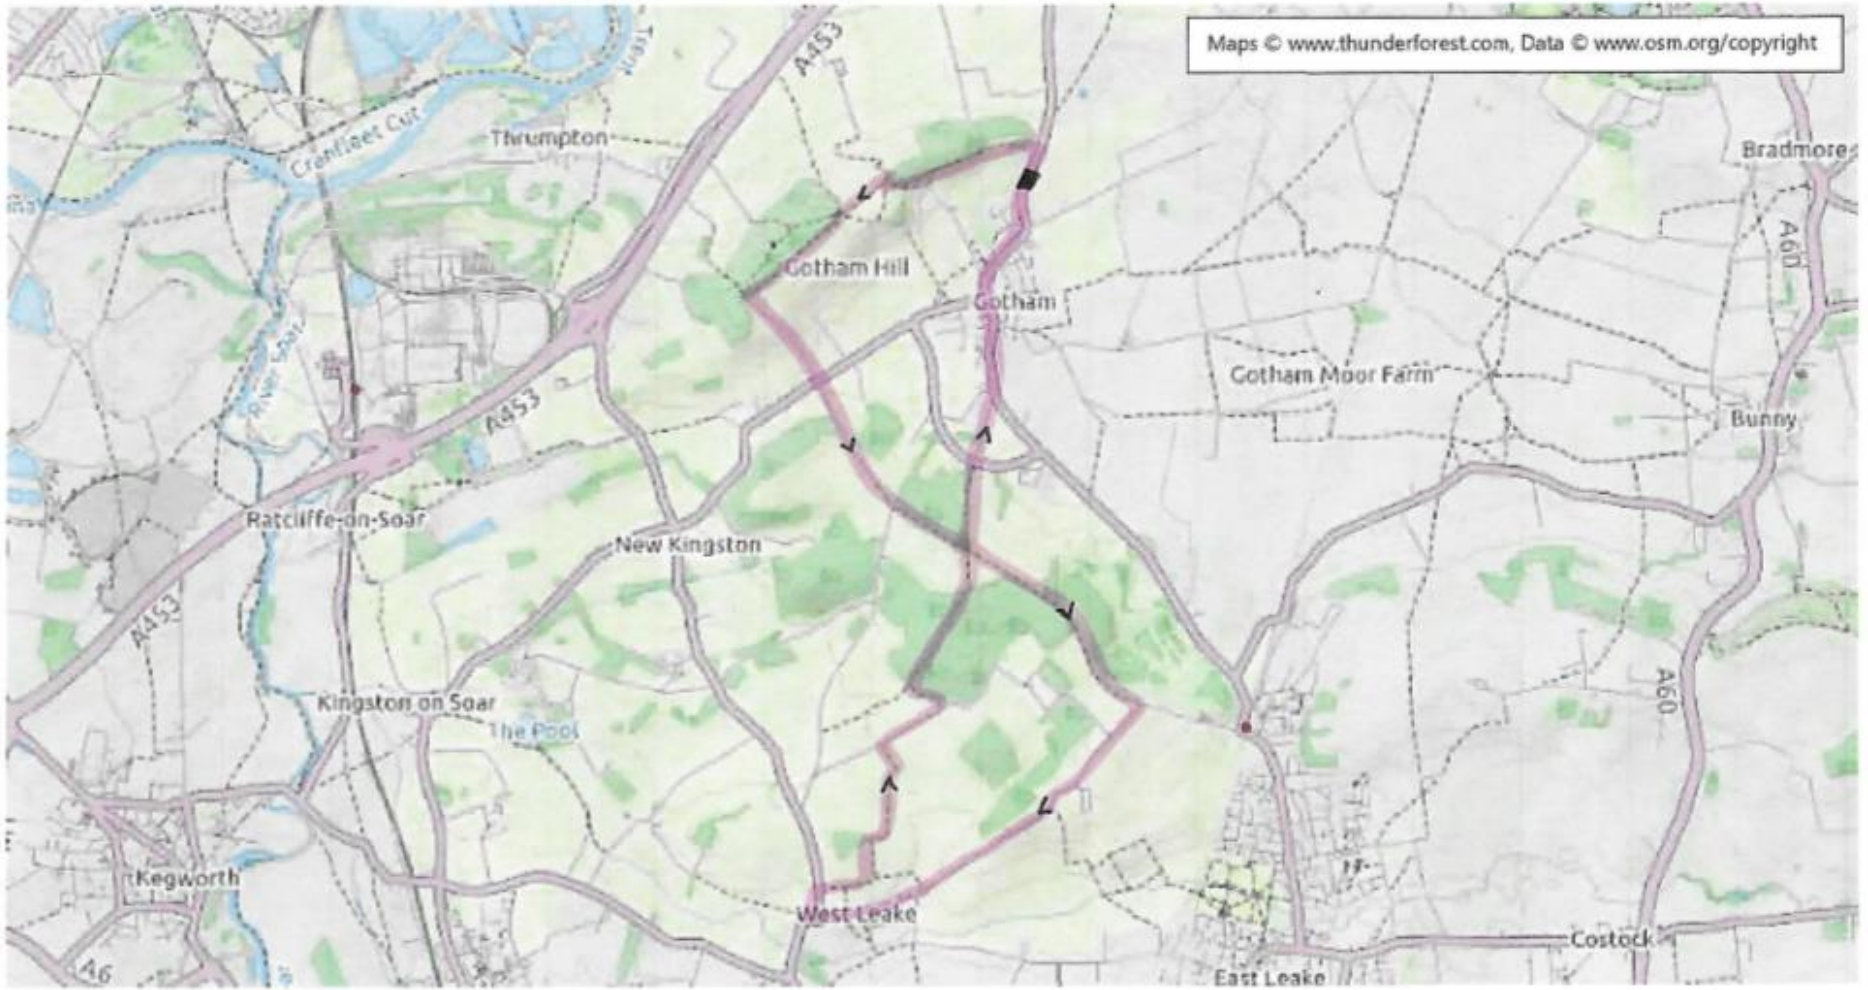 Maps © www.thunderforest.com, Data © www.osm.org/copyright
A453
Trent
Cranfleet Cut
Thrumpton
Bradmore
A60
Gotham Hill
Gotham
River Soar
Gotham Moor Farm
A453
Bunny
Ratcliffe-on-Soar
New Kingston
A453
Kingston on Soar
The Pool
A60
Kegworth
West Leake
Costock
A6
East Leake